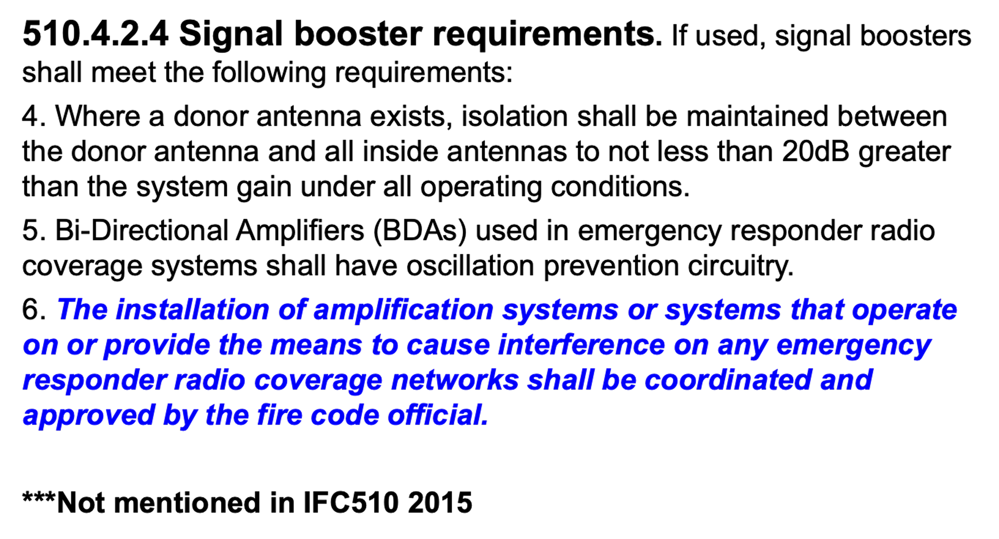 510.4.2.4 Signal booster requirements. If used, signal boosters
shall meet the following requirements:
4. Where a donor antenna exists, isolation shall be maintained between
the donor antenna and all inside antennas to not less than 20dB greater
than the system gain under all operating conditions.
5. Bi-Directional Amplifiers (BDAs) used in emergency responder radio
coverage systems shall have oscillation prevention circuitry.
6. The installation of amplification systems or systems that operate
on or provide the means to cause interference on any emergency
responder radio coverage networks shall be coordinated and
approved by the fire code official.
***Not mentioned in IFC510 2015